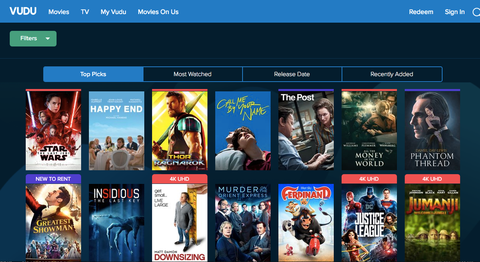 VUDU Movies TV My Vudu Movies On Us Redeem Sign In
Filters
Top Picks Most Watched Release Date Recently Added
STAR
WARS
HAPPY END
THOR
RAGNAROK
CALL ME
BY YOUR
NAME
The Post
ALL THE
MONEY
WORLD
PHANTOM
THREAD
NEW TO RENT
THE
GREATEST
SHOWMAN
INSIDIOUS
THE LAST KEY
4K UHD
SEE THE
WORLD.
LIVE
LARGE
MATT DAMON
DOWNSIZING
MURDER ON THE
ORIENT EXPRESS
FERDINAND
4K UHD
JUSTICE
LEAGUE
4K UHD
JUMANJI